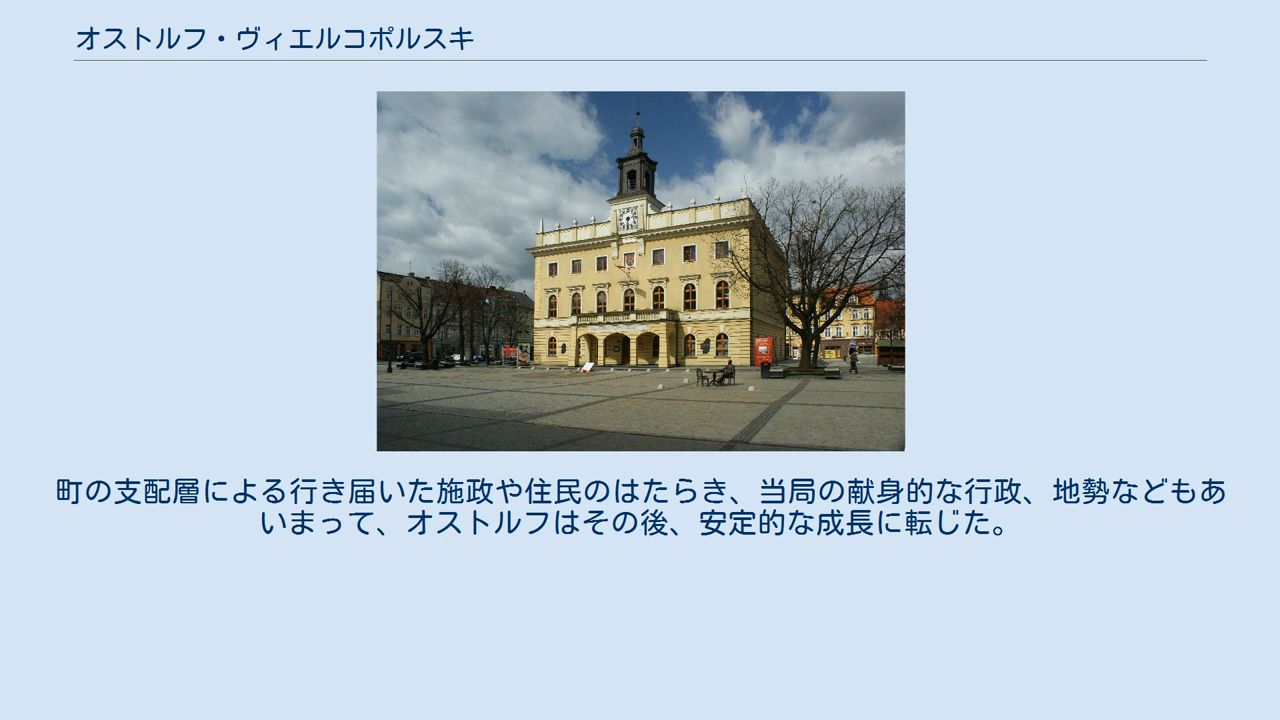 オストルフ・ヴィエルコポルスキ
町の支配層による行き届いた施政や住民のはたらき、当局の献身的な行政、地勢などもあ
いまって、オストルフはその後、安定的な成長に転じた。